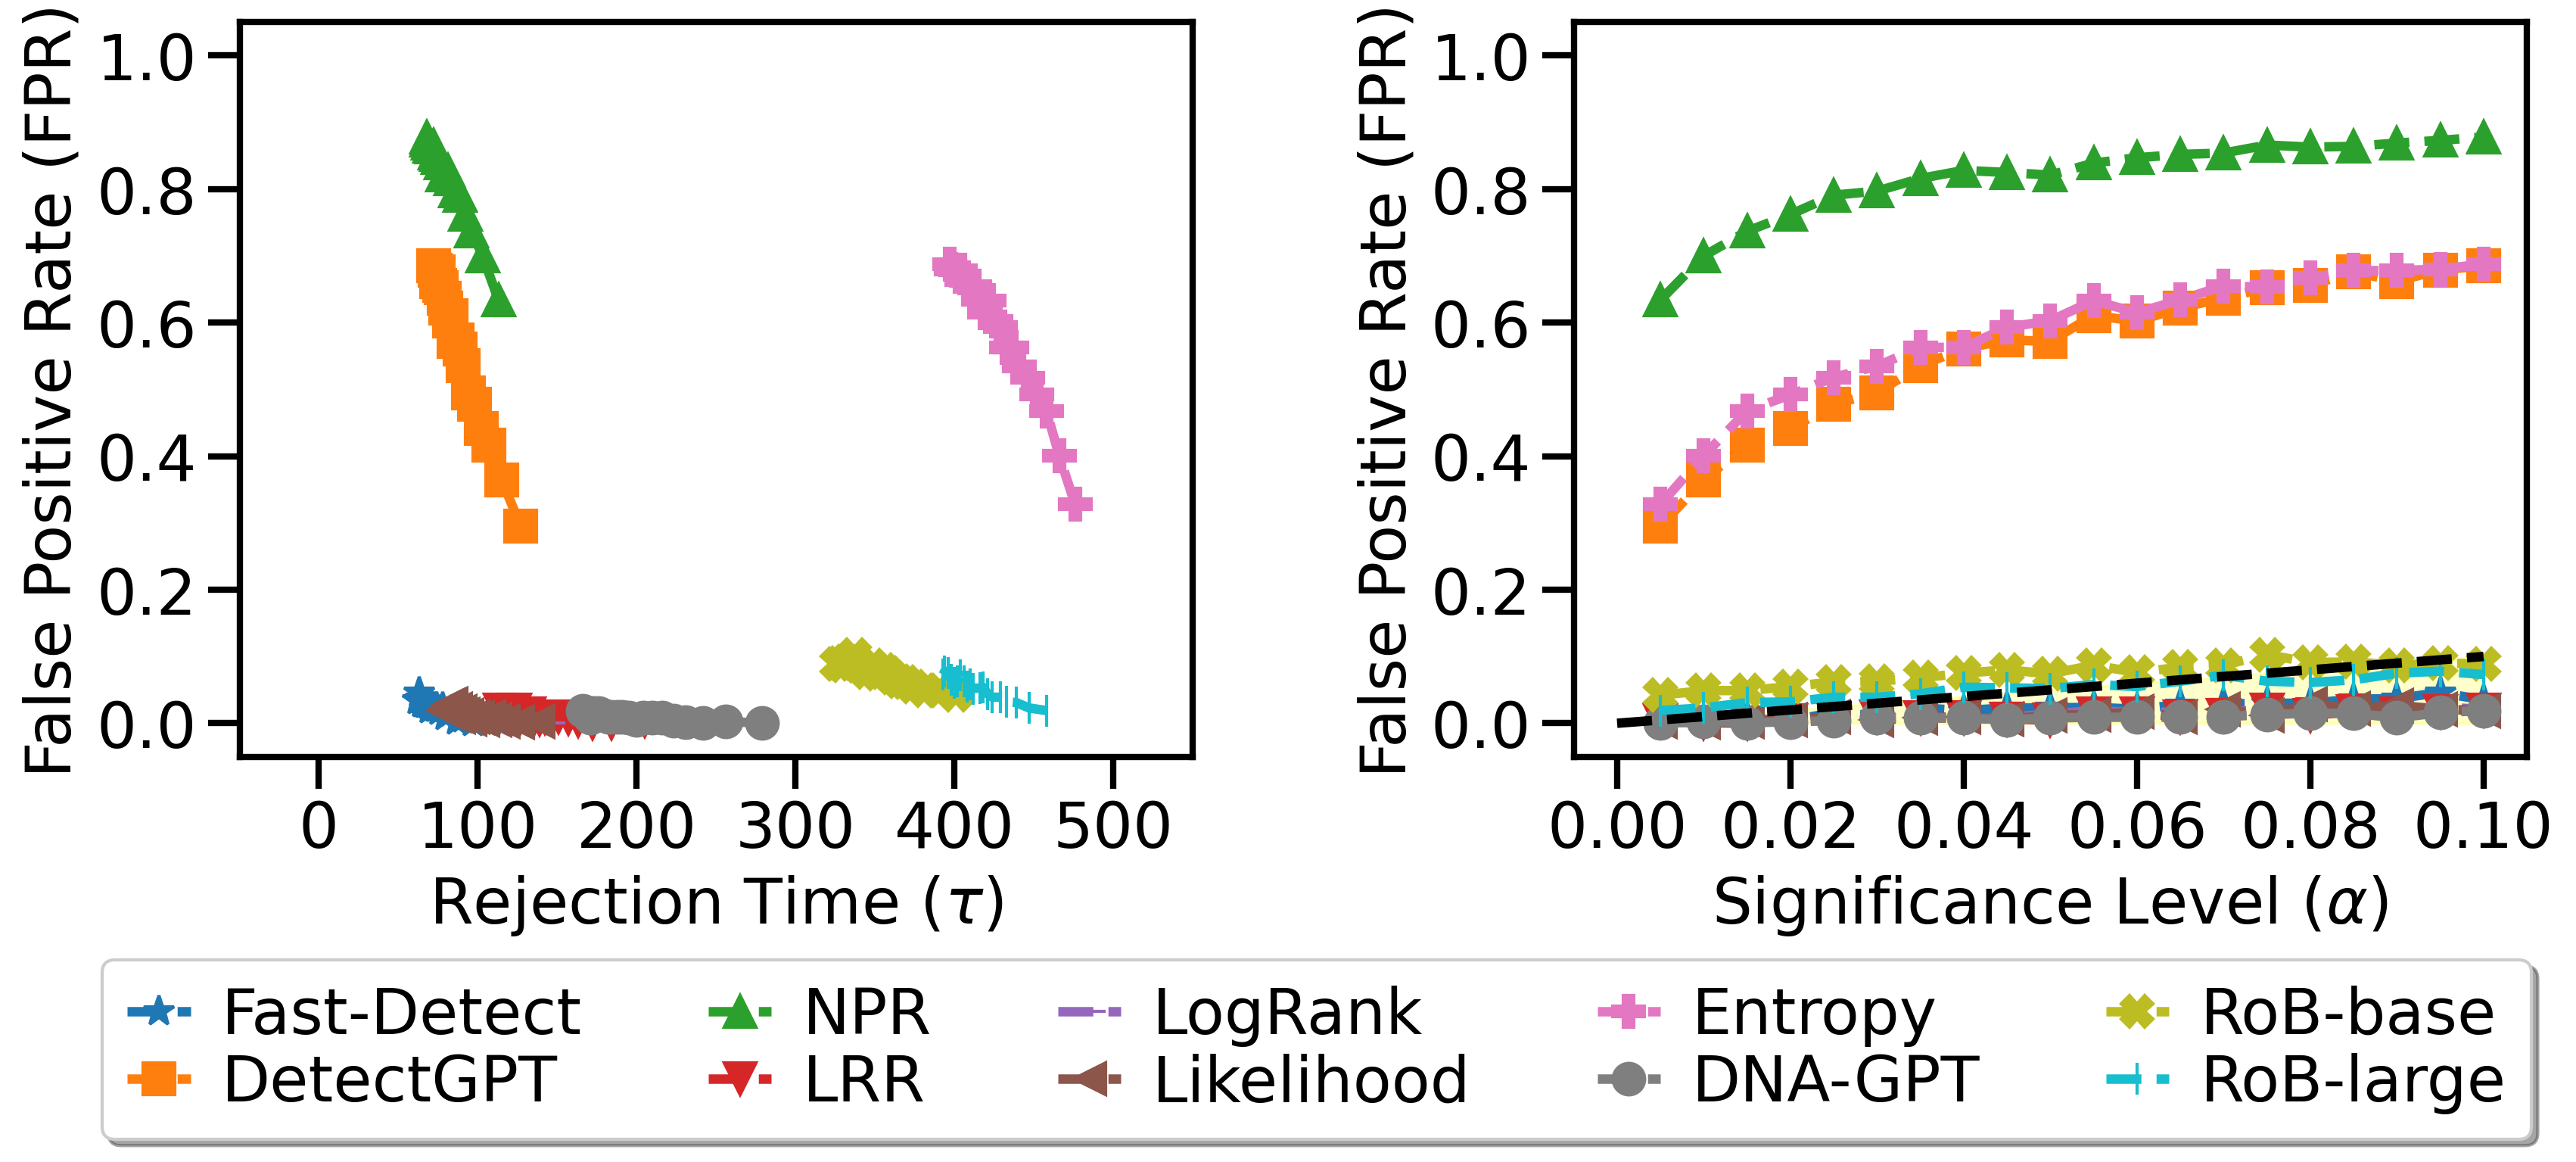 False Positive Rate (FPR)
1.0
0.8
0.6
0.4
0.2
0.0
0 100 200 300 400 500
Rejection Time (τ)
False Positive Rate (FPR)
1.0
0.8
0.6
0.4
0.2
0.0
0.00 0.02 0.04 0.06 0.08 0.10
Significance Level (α)
Fast-Detect NPR LogRank Entropy RoB-base
DetectGPT LRR Likelihood DNA-GPT RoB-large